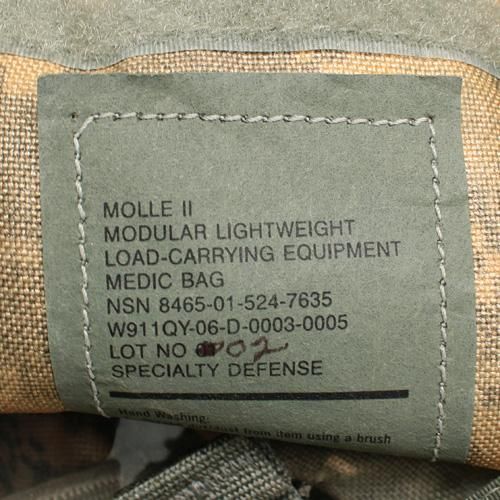 MOLLE II
MODULAR LIGHTWEIGHT
LOAD-CARRYING EQUIPMENT
MEDIC BAG
NSN 8465-01-524-7635
W911QY-06-D-0003-0005
LOT NO 002
SPECIALTY DEFENSE
Hand Washing:
from item using a brush